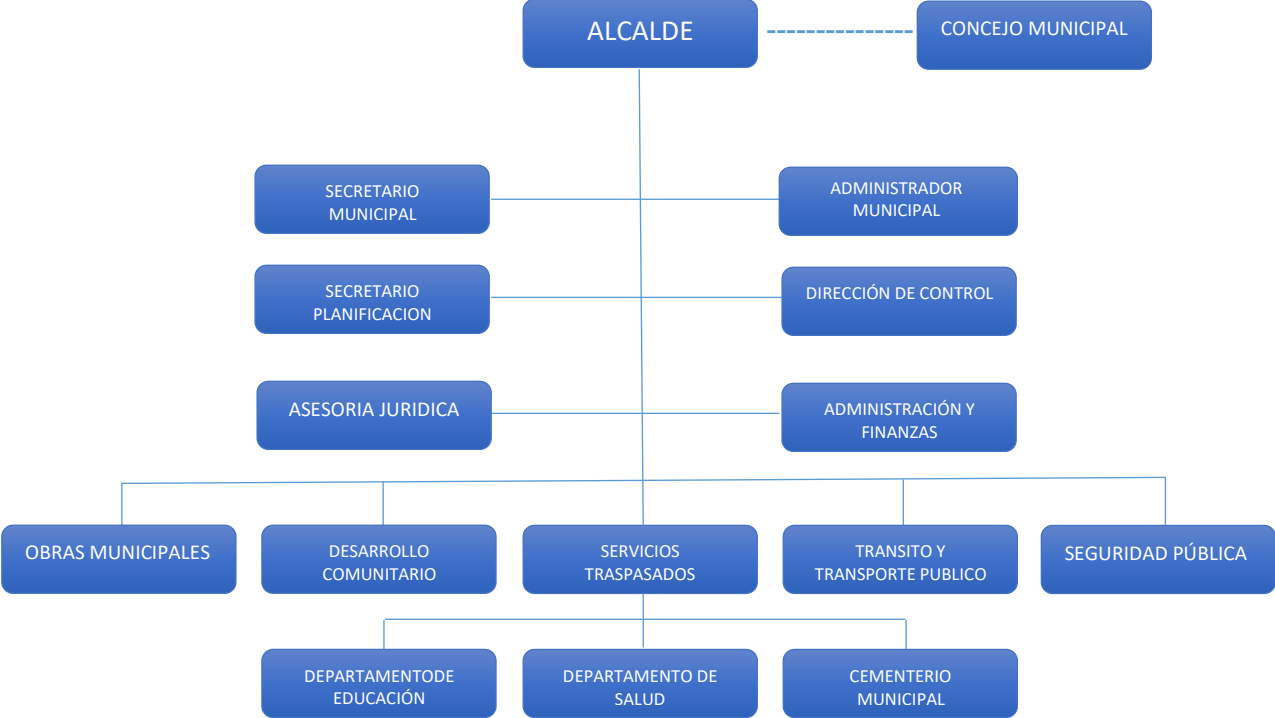 ALCALDE
CONCEJO MUNICIPAL
SECRETARIO
MUNICIPAL
ADMINISTRADOR
MUNICIPAL
SECRETARIO
PLANIFICACION
DIRECCIÓN DE CONTROL
ASESORIA JURIDICA
ADMINISTRACIÓN Y
FINANZAS
OBRAS MUNICIPALES
DESARROLLO
COMUNITARIO
SERVICIOS
TRASPASADOS
TRANSITO Y
TRANSPORTE PUBLICO
SEGURIDAD PÚBLICA
DEPARTAMENTODE
EDUCACIÓN
DEPARTAMENTO DE
SALUD
CEMENTERIO
MUNICIPAL